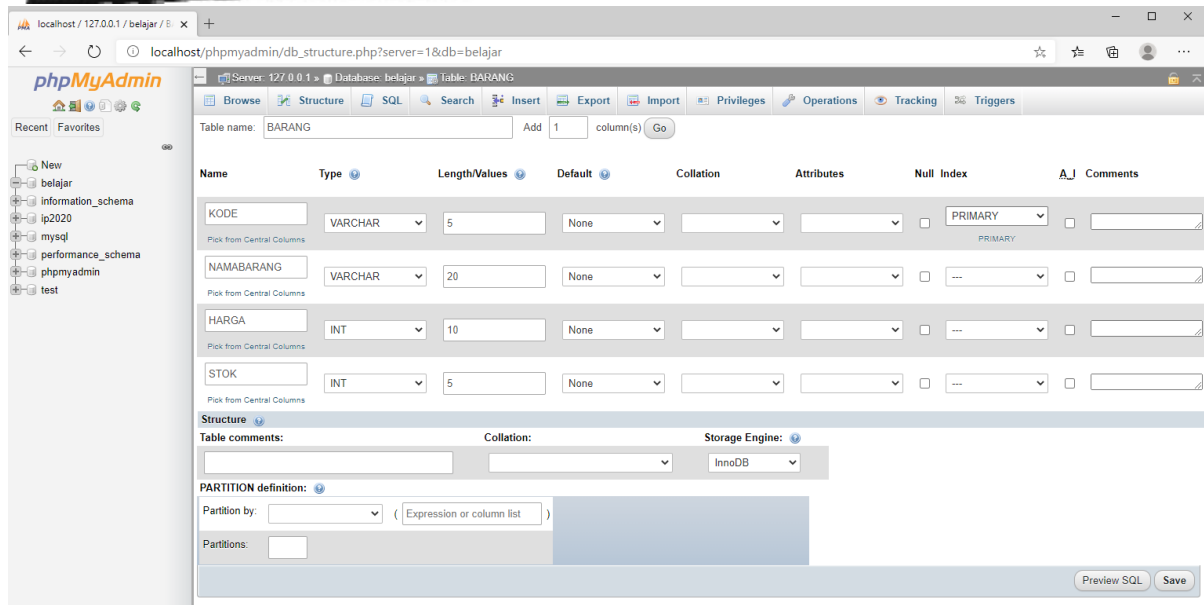 localhost / 127.0.0.1 / belajar / B
localhost/phpmyadmin/db_structure.php?server=1&db=belajar
phpMyAdmin
Recent Favorites
New
belajar
information_schema
ip2020
mysql
performance_schema
phpmyadmin
test
Server: 127.0.0.1 » Database: belajar » Table: BARANG
Browse Structure SQL Search Insert Export Import Privileges Operations Tracking Triggers
Table name: BARANG Add 1 column(s) Go
Name Type Length/Values Default Collation Attributes Null Index A_I Comments
KODE VARCHAR 5 None PRIMARY
Pick from Central Columns PRIMARY
NAMABARANG VARCHAR 20 None ---
Pick from Central Columns
HARGA INT 10 None ---
Pick from Central Columns
STOK INT 5 None ---
Pick from Central Columns
Structure
Table comments: Collation: Storage Engine:
InnoDB
PARTITION definition:
Partition by: ( Expression or column list )
Partitions:
Preview SQL Save